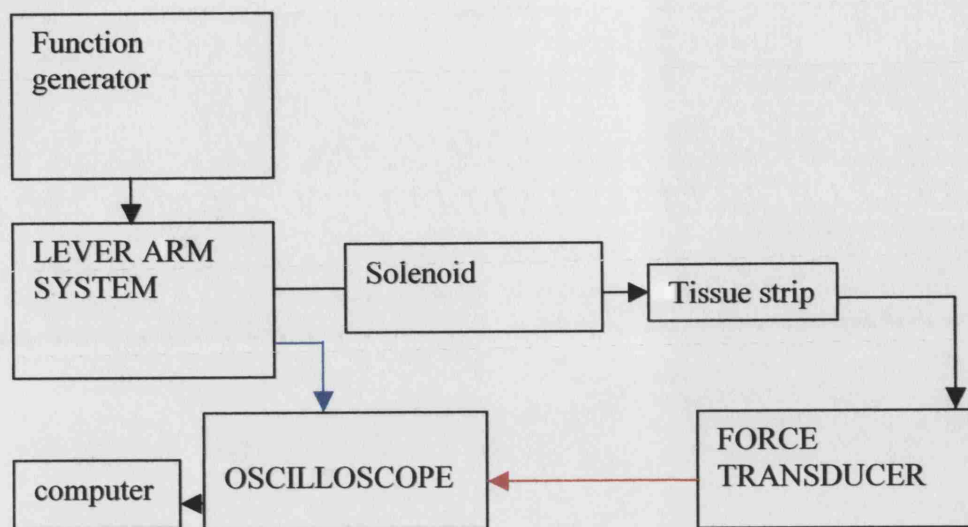 Function
generator
LEVER ARM
SYSTEM
Solenoid
Tissue strip
OSCILLOSCOPE
FORCE
TRANSDUCER
computer